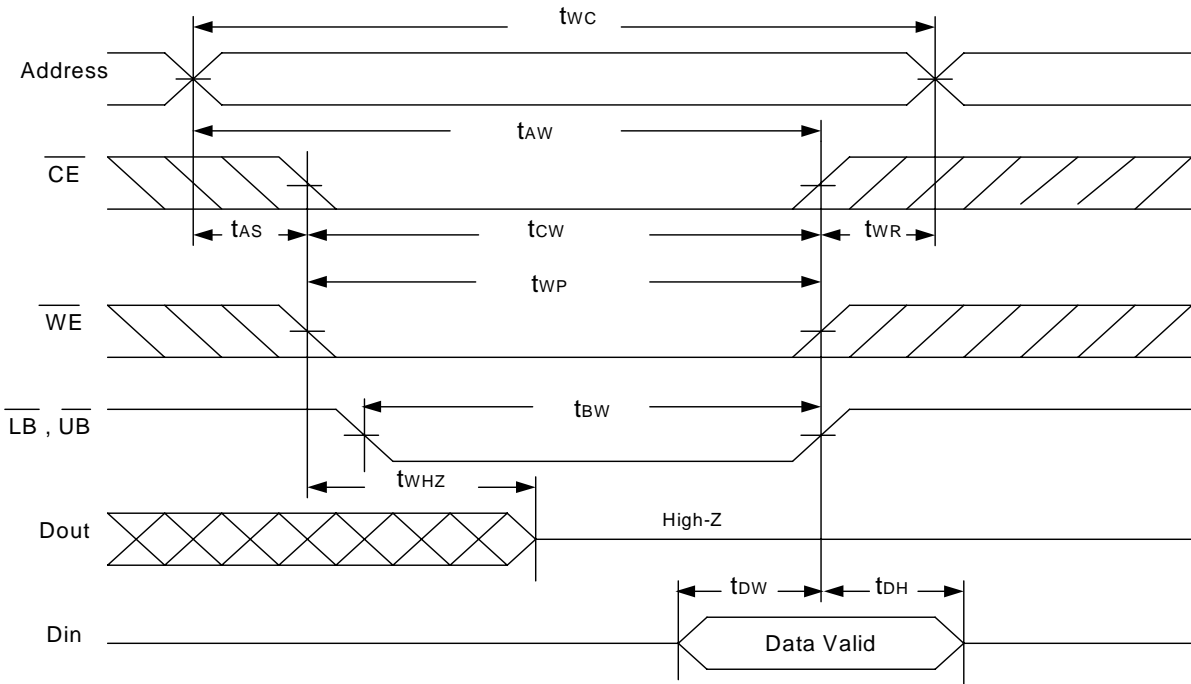 tWC
Address
tAW
CE
tAS
tCW
tWR
tWP
WE
tBW
LB , UB
tWHZ
Dout
High-Z
tDW
tDH
Din
Data Valid